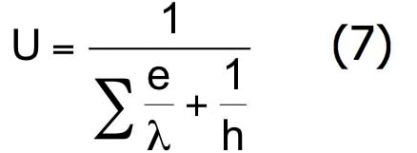 U = 1 / (∑ e/λ + 1/h) (7)